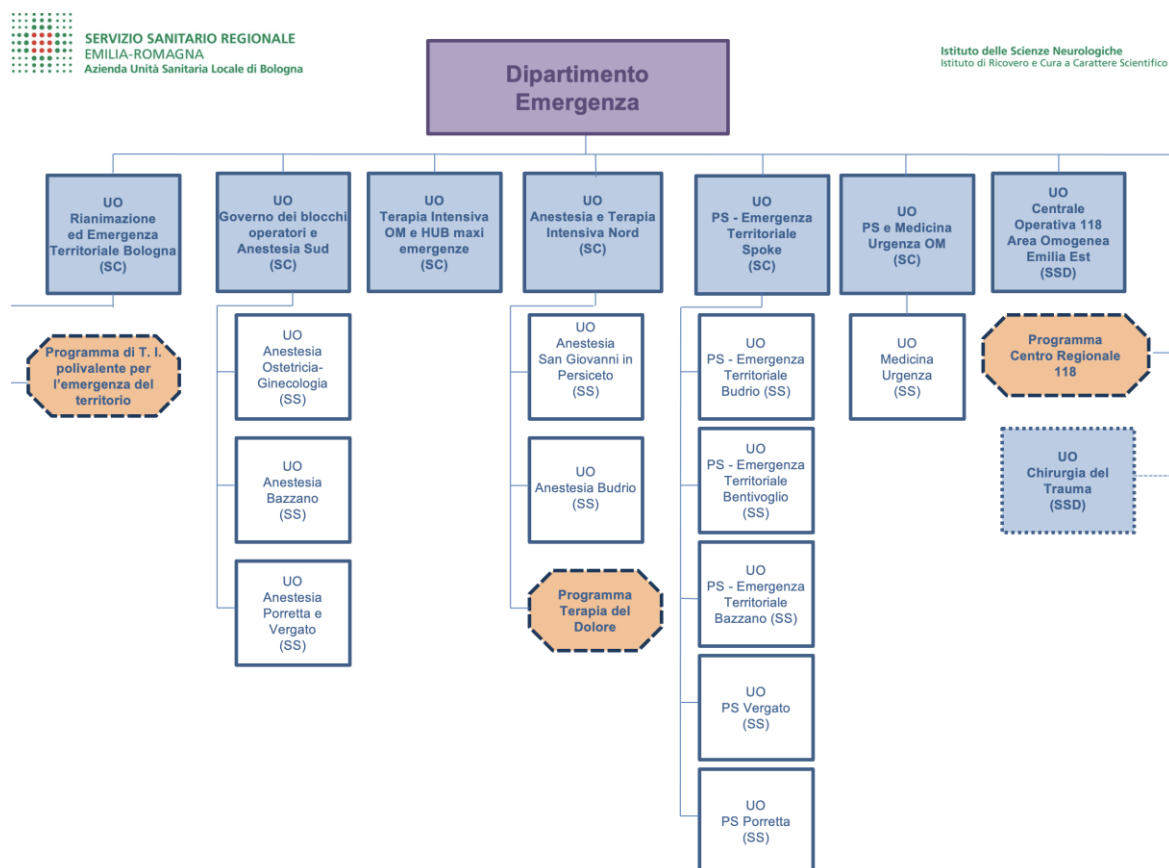 SERVIZIO SANITARIO REGIONALE
EMILIA-ROMAGNA
Azienda Unità Sanitaria Locale di Bologna
Istituto delle Scienze Neurologiche
Istituto di Ricovero e Cura a Carattere Scientifico
Dipartimento
Emergenza
UO
Rianimazione
ed Emergenza
Territoriale Bologna
(SC)
UO
Governo dei blocchi
operatori e
Anestesia Sud
(SC)
UO
Terapia Intensiva
OM e HUB maxi
emergenze
(SC)
UO
Anestesia e Terapia
Intensiva Nord
(SC)
UO
PS - Emergenza
Territoriale
Spoke
(SC)
UO
PS e Medicina
Urgenza OM
(SC)
UO
Centrale
Operativa 118
Area Omogenea
Emilia Est
(SSD)
Programma di T. I.
polivalente per
l'emergenza del
territorio
UO
Anestesia
Ostetricia-
Ginecologia
(SS)
UO
Anestesia
Bazzano
(SS)
UO
Anestesia
Porretta e
Vergato
(SS)
UO
Anestesia
San Giovanni in
Persiceto
(SS)
UO
Anestesia Budrio
(SS)
Programma
Terapia del
Dolore
UO
PS - Emergenza
Territoriale
Budrio (SS)
UO
PS - Emergenza
Territoriale
Bentivoglio
(SS)
UO
PS - Emergenza
Territoriale
Bazzano (SS)
UO
PS Vergato
(SS)
UO
PS Porretta
(SS)
UO
Medicina
Urgenza
(SS)
Programma
Centro Regionale
118
UO
Chirurgia del
Trauma
(SSD)